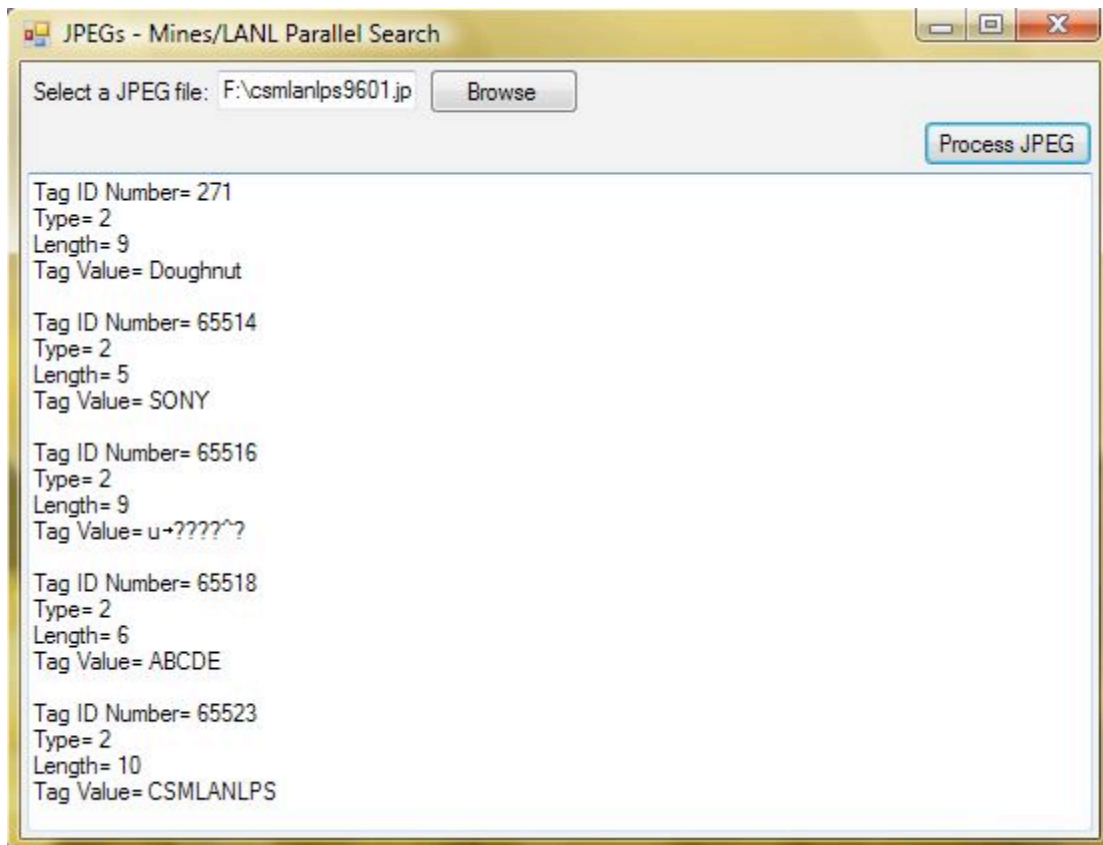 JPEGs - Mines/LANL Parallel Search
Select a JPEG file: F:\csmlanlps9601.jp Browse
Process JPEG
Tag ID Number= 271
Type= 2
Length= 9
Tag Value= Doughnut
Tag ID Number= 65514
Type= 2
Length= 5
Tag Value= SONY
Tag ID Number= 65516
Type= 2
Length= 9
Tag Value= u→????^?
Tag ID Number= 65518
Type= 2
Length= 6
Tag Value= ABCDE
Tag ID Number= 65523
Type= 2
Length= 10
Tag Value= CSMLANLPS